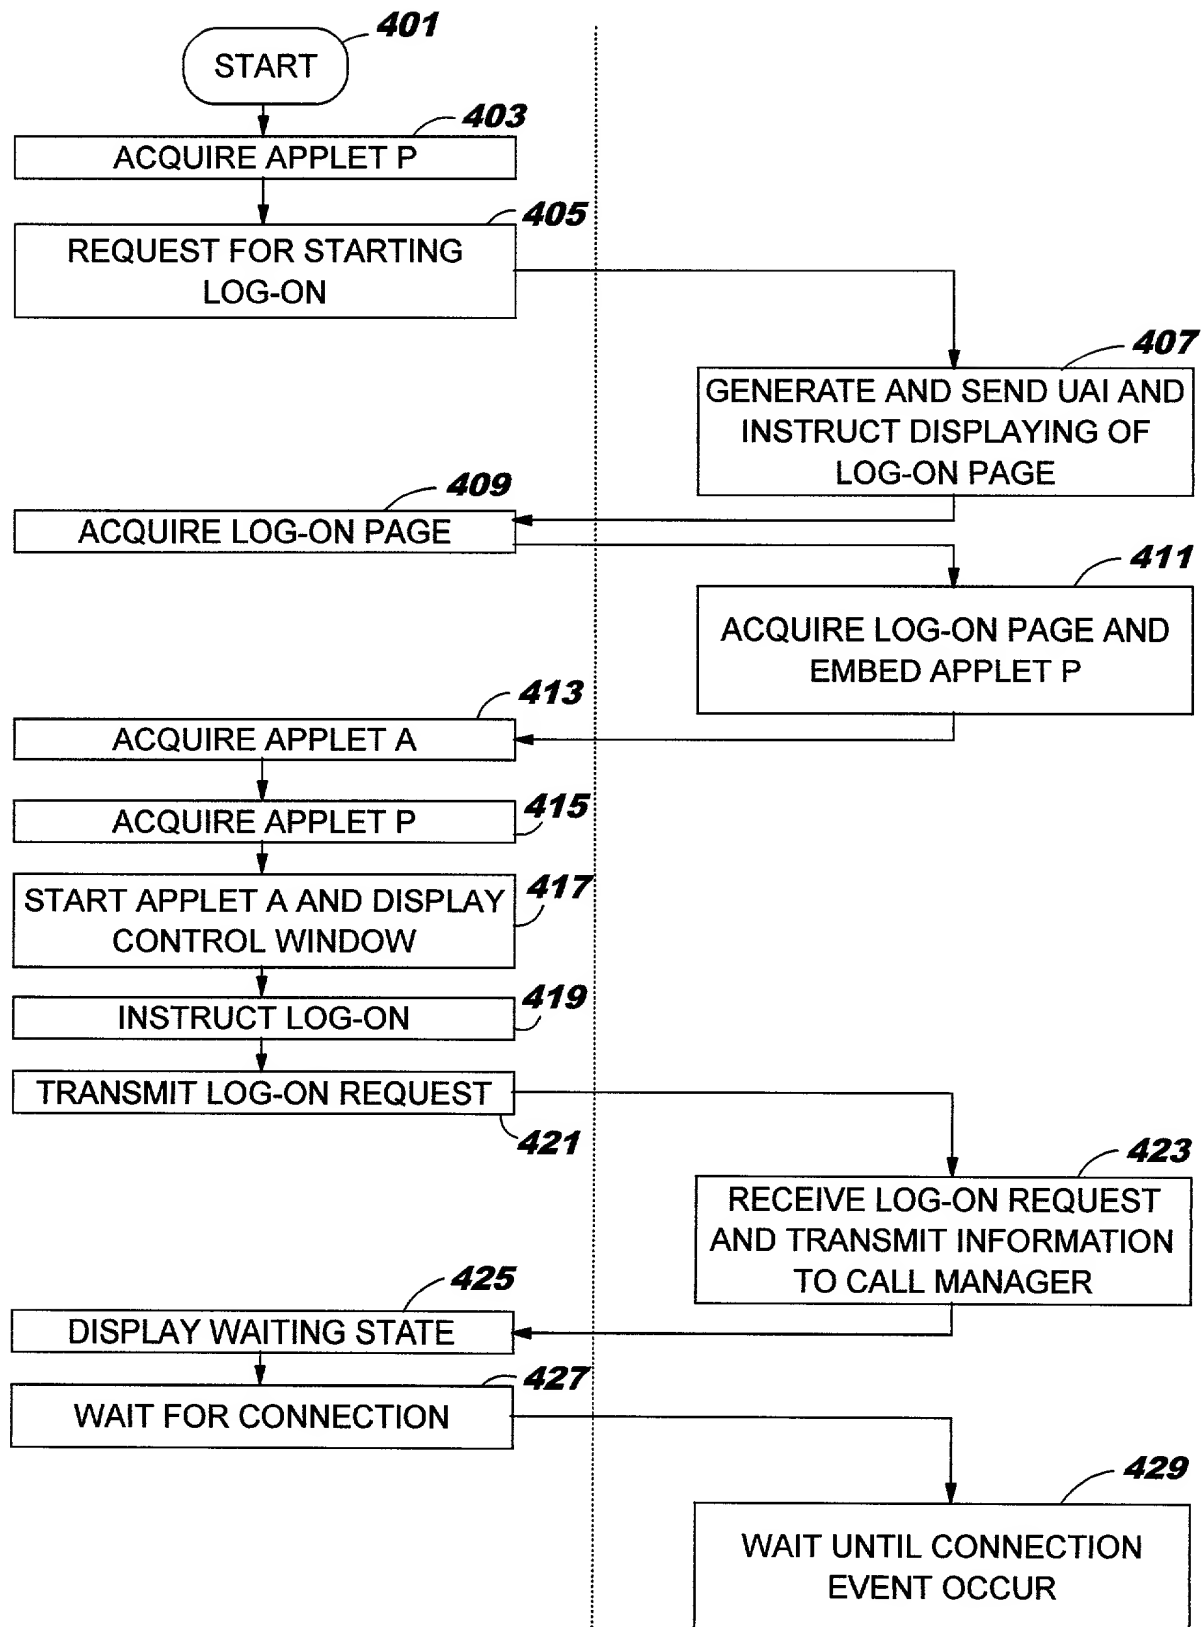 401
START
403
ACQUIRE APPLET P
405
REQUEST FOR STARTING
LOG-ON
407
GENERATE AND SEND UAI AND
INSTRUCT DISPLAYING OF
LOG-ON PAGE
409
ACQUIRE LOG-ON PAGE
411
ACQUIRE LOG-ON PAGE AND
EMBED APPLET P
413
ACQUIRE APPLET A
ACQUIRE APPLET P
415
START APPLET A AND DISPLAY
CONTROL WINDOW
417
INSTRUCT LOG-ON
419
TRANSMIT LOG-ON REQUEST
421
423
RECEIVE LOG-ON REQUEST
AND TRANSMIT INFORMATION
TO CALL MANAGER
425
DISPLAY WAITING STATE
427
WAIT FOR CONNECTION
429
WAIT UNTIL CONNECTION
EVENT OCCUR